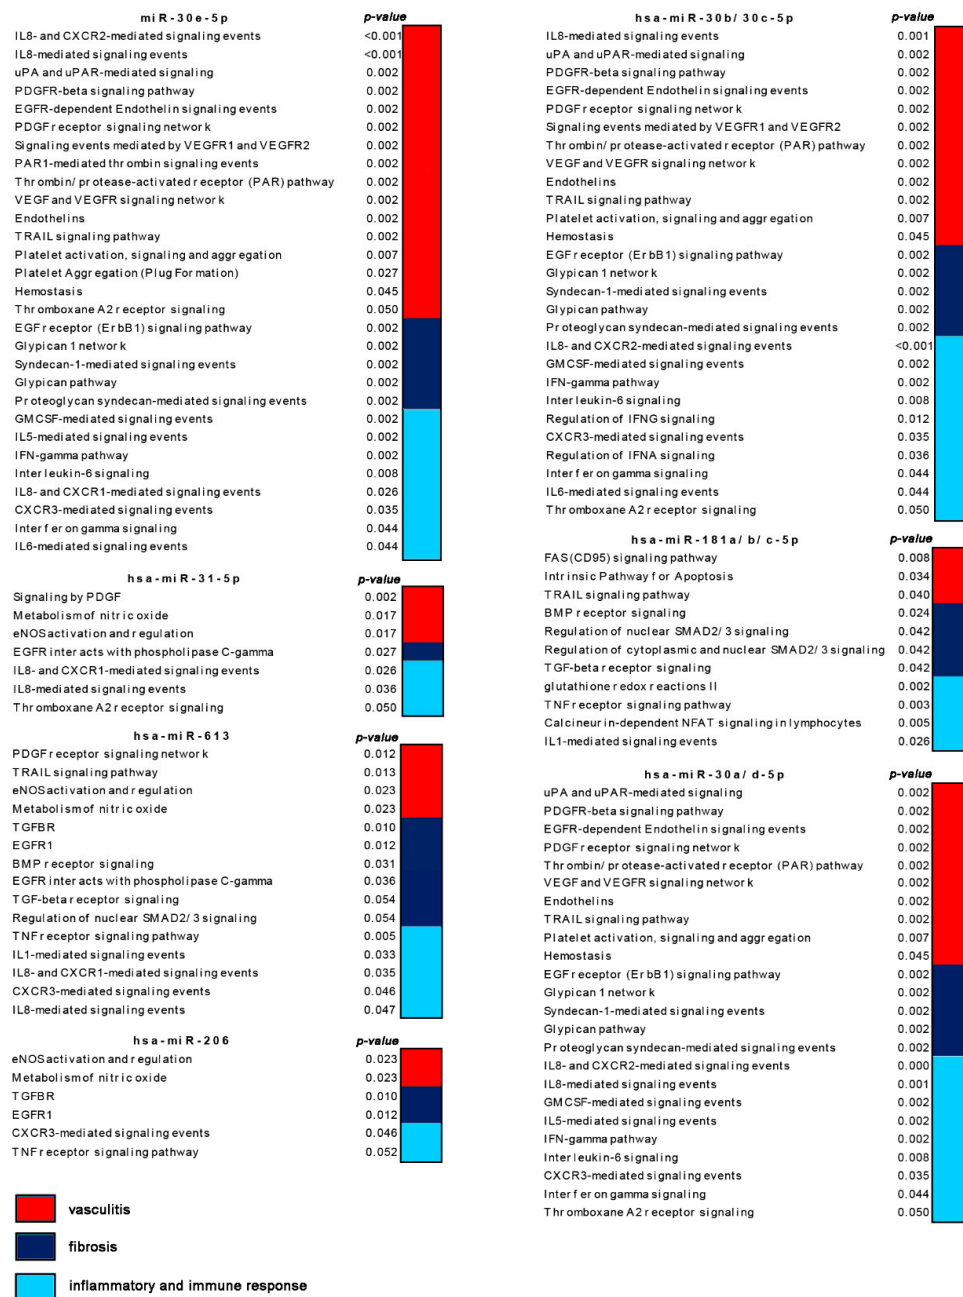 miR-30e-5p p-value
IL8- and CXCR2-mediated signaling events <0.001
IL8-mediated signaling events <0.001
uPA and uPAR-mediated signaling 0.002
PDGFR-beta signaling pathway 0.002
EGFR-dependent Endothelin signaling events 0.002
PDGF receptor signaling network 0.002
Signaling events mediated by VEGFR1 and VEGFR2 0.002
PAR1-mediated thrombin signaling events 0.002
Thrombin/ protease-activated receptor (PAR) pathway 0.002
VEGF and VEGFR signaling network 0.002
Endothelins 0.002
TRAIL signaling pathway 0.002
Platelet activation, signaling and aggregation 0.007
Platelet Aggregation (Plug Formation) 0.027
Hemostasis 0.045
Thromboxane A2 receptor signaling 0.050
EGF receptor (ErbB1) signaling pathway 0.002
Glypican 1 network 0.002
Syndecan-1-mediated signaling events 0.002
Glypican pathway 0.002
Proteoglycan syndecan-mediated signaling events 0.002
GMCSF-mediated signaling events 0.002
IL5-mediated signaling events 0.002
IFN-gamma pathway 0.002
Interleukin-6 signaling 0.008
IL8- and CXCR1-mediated signaling events 0.026
CXCR3-mediated signaling events 0.035
Interferon gamma signaling 0.044
IL6-mediated signaling events 0.044
hsa-miR-31-5p p-value
Signaling by PDGF 0.002
Metabolism of nitric oxide 0.017
eNOS activation and regulation 0.017
EGFR interacts with phospholipase C-gamma 0.027
IL8- and CXCR1-mediated signaling events 0.026
IL8-mediated signaling events 0.036
Thromboxane A2 receptor signaling 0.050
hsa-miR-613 p-value
PDGF receptor signaling network 0.012
TRAIL signaling pathway 0.013
eNOS activation and regulation 0.023
Metabolism of nitric oxide 0.023
TGFBR 0.010
EGFR1 0.012
BMP receptor signaling 0.031
EGFR interacts with phospholipase C-gamma 0.036
TGF-beta receptor signaling 0.054
Regulation of nuclear SMAD2/3 signaling 0.054
TNF receptor signaling pathway 0.005
IL1-mediated signaling events 0.033
IL8- and CXCR1-mediated signaling events 0.035
CXCR3-mediated signaling events 0.046
IL8-mediated signaling events 0.047
hsa-miR-206 p-value
eNOS activation and regulation 0.023
Metabolism of nitric oxide 0.023
TGFBR 0.010
EGFR1 0.012
CXCR3-mediated signaling events 0.046
TNF receptor signaling pathway 0.052
vasculitis
fibrosis
inflammatory and immune response
hsa-miR-30b/ 30c-5p p-value
IL8-mediated signaling events 0.001
uPA and uPAR-mediated signaling 0.002
PDGFR-beta signaling pathway 0.002
EGFR-dependent Endothelin signaling events 0.002
PDGF receptor signaling network 0.002
Signaling events mediated by VEGFR1 and VEGFR2 0.002
Thrombin/ protease-activated receptor (PAR) pathway 0.002
VEGF and VEGFR signaling network 0.002
Endothelins 0.002
TRAIL signaling pathway 0.002
Platelet activation, signaling and aggregation 0.007
Hemostasis 0.045
EGF receptor (ErbB1) signaling pathway 0.002
Glypican 1 network 0.002
Syndecan-1-mediated signaling events 0.002
Glypican pathway 0.002
Proteoglycan syndecan-mediated signaling events 0.002
IL8- and CXCR2-mediated signaling events <0.001
GMCSF-mediated signaling events 0.002
IFN-gamma pathway 0.002
Interleukin-6 signaling 0.008
Regulation of IFNG signaling 0.012
CXCR3-mediated signaling events 0.035
Regulation of IFNA signaling 0.036
Interferon gamma signaling 0.044
IL6-mediated signaling events 0.044
Thromboxane A2 receptor signaling 0.050
hsa-miR-181a/ b/ c-5p p-value
FAS (CD95) signaling pathway 0.008
Intrinsic Pathway for Apoptosis 0.034
TRAIL signaling pathway 0.040
BMP receptor signaling 0.024
Regulation of nuclear SMAD2/3 signaling 0.042
Regulation of cytoplasmic and nuclear SMAD2/3 signaling 0.042
TGF-beta receptor signaling 0.042
glutathione redox reactions II 0.002
TNF receptor signaling pathway 0.003
Calcineurin-dependent NFAT signaling in lymphocytes 0.005
IL1-mediated signaling events 0.026
hsa-miR-30a/ d-5p p-value
uPA and uPAR-mediated signaling 0.002
PDGFR-beta signaling pathway 0.002
EGFR-dependent Endothelin signaling events 0.002
PDGF receptor signaling network 0.002
Thrombin/ protease-activated receptor (PAR) pathway 0.002
VEGF and VEGFR signaling network 0.002
Endothelins 0.002
TRAIL signaling pathway 0.002
Platelet activation, signaling and aggregation 0.007
Hemostasis 0.045
EGF receptor (ErbB1) signaling pathway 0.002
Glypican 1 network 0.002
Syndecan-1-mediated signaling events 0.002
Glypican pathway 0.002
Proteoglycan syndecan-mediated signaling events 0.002
IL8- and CXCR2-mediated signaling events 0.000
IL8-mediated signaling events 0.001
GMCSF-mediated signaling events 0.002
IL5-mediated signaling events 0.002
IFN-gamma pathway 0.002
Interleukin-6 signaling 0.008
CXCR3-mediated signaling events 0.035
Interferon gamma signaling 0.044
Thromboxane A2 receptor signaling 0.050